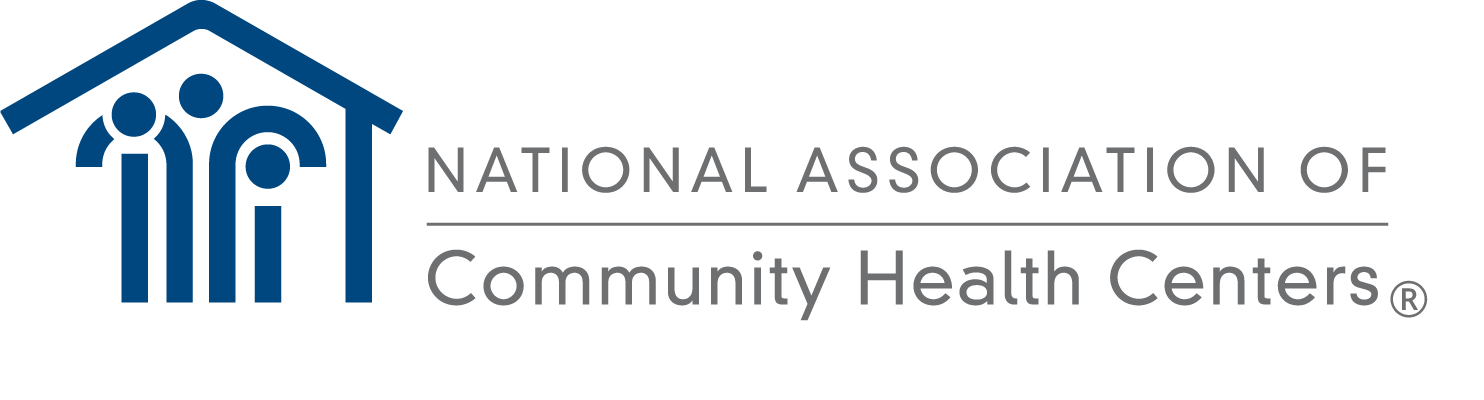 NATIONAL ASSOCIATION OF
Community Health Centers®